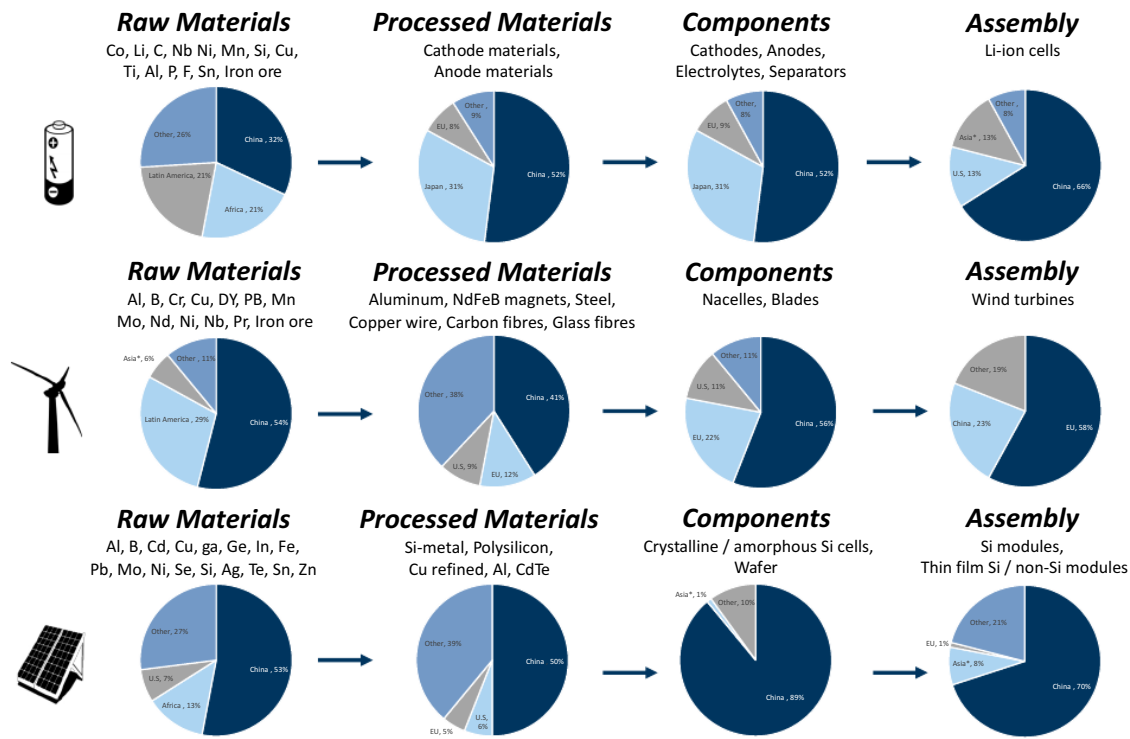 Raw Materials
Co, Li, C, Nb Ni, Mn, Si, Cu,
Ti, Al, P, F, Sn, Iron ore
Other, 26%
China , 32%
Latin America, 21%
Africa , 21%
Processed Materials
Cathode materials,
Anode materials
Other ,
9%
EU, 8%
Japan , 31%
China , 52%
Components
Cathodes, Anodes,
Electrolytes, Separators
Other,
8%
EU, 9%
Japan, 31%
China , 52%
Assembly
Li-ion cells
Other ,
8%
Asia* , 13%
U.S, 13%
China , 66%
Raw Materials
Al, B, Cr, Cu, DY, PB, Mn
Mo, Nd, Ni, Nb, Pr, Iron ore
Asia*, 6%
Other , 11%
Latin America , 29%
China , 54%
Processed Materials
Aluminum, NdFeB magnets, Steel,
Copper wire, Carbon fibres, Glass fibres
Other , 38%
China , 41%
U.S, 9%
EU, 12%
Components
Nacelles, Blades
Other, 11%
U.S, 11%
EU, 22%
China , 56%
Assembly
Wind turbines
Other, 19%
China , 23%
EU, 58%
Raw Materials
Al, B, Cd, Cu, ga, Ge, In, Fe,
Pb, Mo, Ni, Se, Si, Ag, Te, Sn, Zn
Other, 27%
U.S, 7%
Africa , 13%
China , 53%
Processed Materials
Si-metal, Polysilicon,
Cu refined, Al, CdTe
Other, 39%
China 50%
EU, 5%
U.S,
6%
Components
Crystalline / amorphous Si cells,
Wafer
Asia*, 1%
Other, 10%
China , 89%
Assembly
Si modules,
Thin film Si / non-Si modules
Other, 21%
EU, 1%
Asia*, 8%
China , 70%